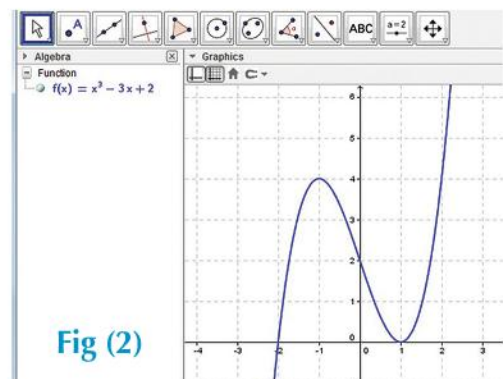 A
ABC
a=2
Algebra
Graphics
Function
f(x) = x³ − 3x + 2
6
5
4
3
2
1
0
-4
-3
-2
-1
0
1
2
3
Fig (2)